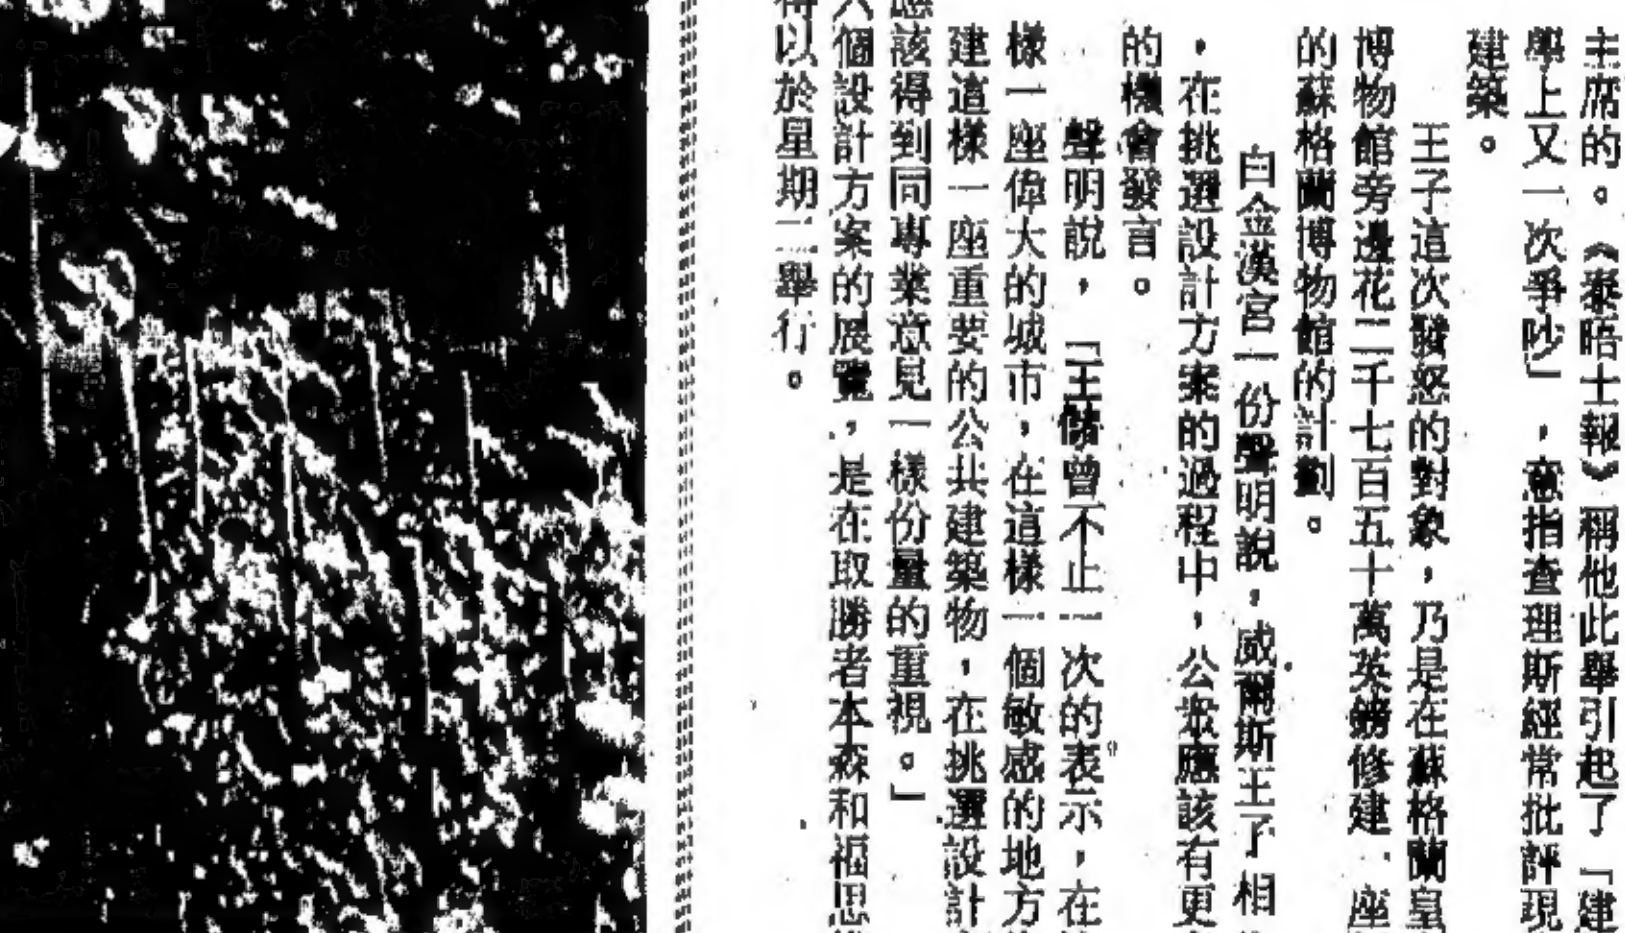 主席的。《泰晤士報》稱他此舉引起了「建
學上又一次爭吵」，意指查理斯經常批評現
建築。
王子這次發怒的對象，乃是在蘇格蘭皇
博物館旁邊花二千七百五十萬英鎊修建一座
的蘇格蘭博物館的計劃。
白金漢宮一份聲明說，威爾斯王子相
，在挑選設計方案的過程中，公眾應該有更
的機會發言。
聲明說，「王儲曾不止一次的表示，在
樣一座偉大的城市，在這樣一個敏感的地方
建這樣一座重要的公共建築物，在挑選設計
應該得到同專業意見一樣份量的重視。」
六個設計方案的展覽，是在取勝者本森和福思
得以於星期二舉行。